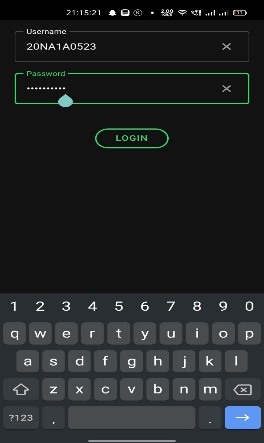 21:15:21
Username
20NA1A0523
Password
••••••••••
LOGIN
1 2 3 4 5 6 7 8 9 0
q w e r t y u i o p
a s d f g h j k l
z x c v b n m
?123 , .